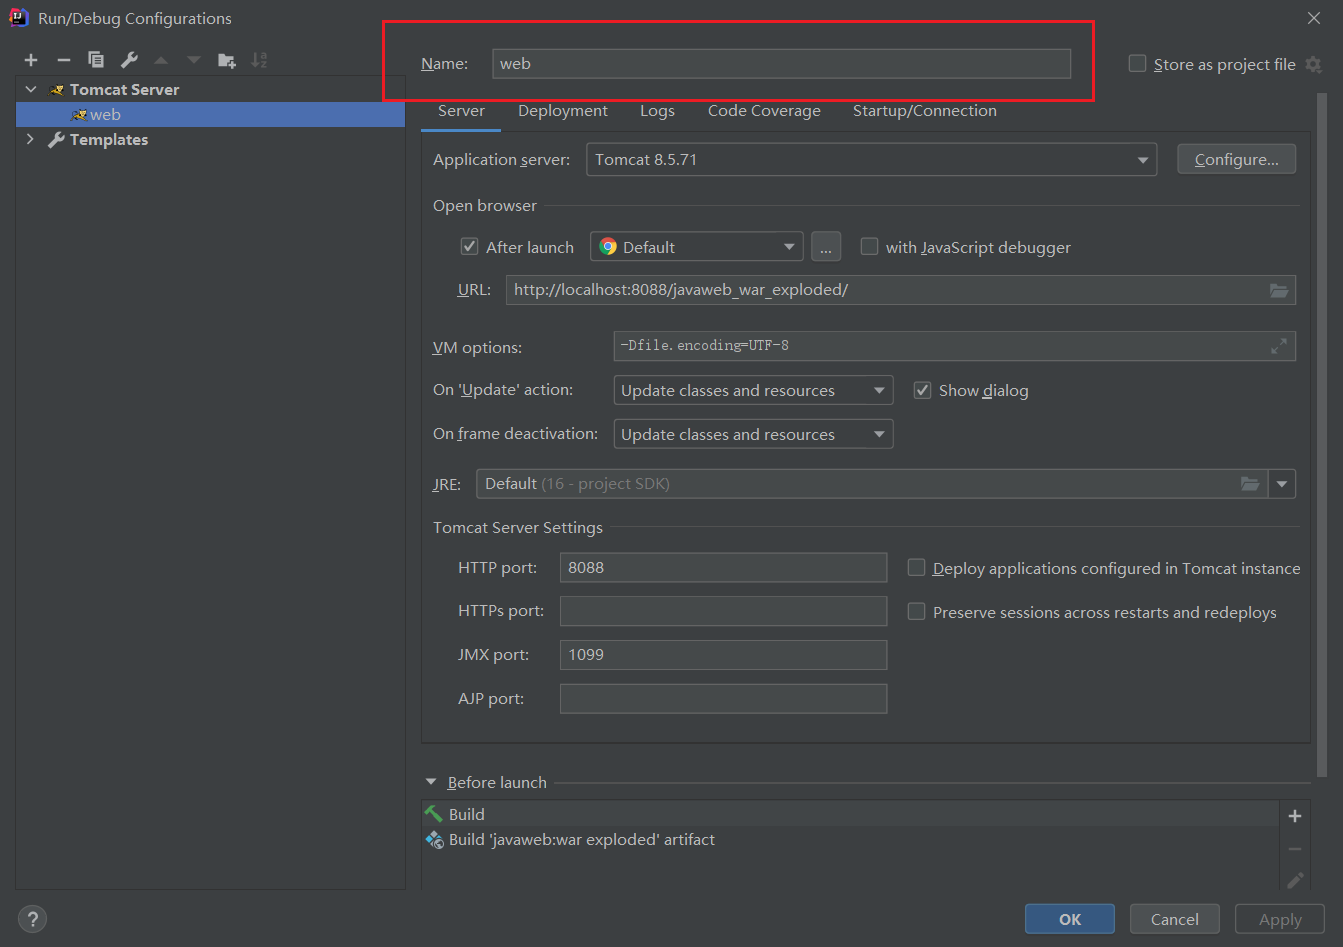 Run/Debug Configurations
Name: web Store as project file
Tomcat Server
web
Templates
Server Deployment Logs Code Coverage Startup/Connection
Application server: Tomcat 8.5.71 Configure...
Open browser
After launch Default ... with JavaScript debugger
URL: http://localhost:8088/javaweb_war_exploded/
VM options: -Dfile.encoding=UTF-8
On 'Update' action: Update classes and resources Show dialog
On frame deactivation: Update classes and resources
JRE: Default (16 - project SDK)
Tomcat Server Settings
HTTP port: 8088 Deploy applications configured in Tomcat instance
HTTPs port: Preserve sessions across restarts and redeploys
JMX port: 1099
AJP port:
Before launch
Build
Build 'javaweb:war exploded' artifact
? OK Cancel Apply